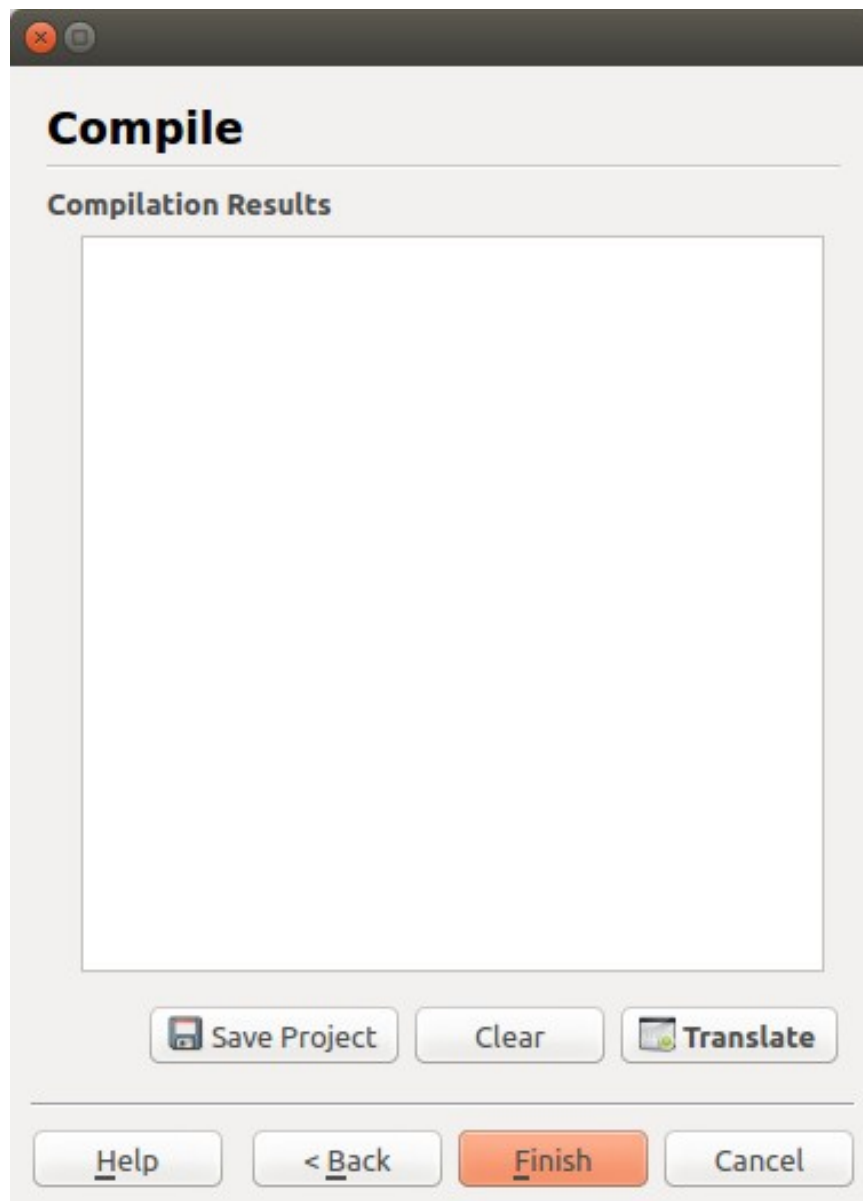 Compile
Compilation Results
Save Project Clear Translate
Help < Back Finish Cancel